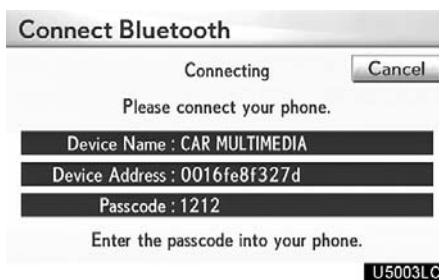 Connect Bluetooth
Connecting Cancel
Please connect your phone.
Device Name : CAR MULTIMEDIA
Device Address : 0016fe8f327d
Passcode : 1212
Enter the passcode into your phone.
U5003LC